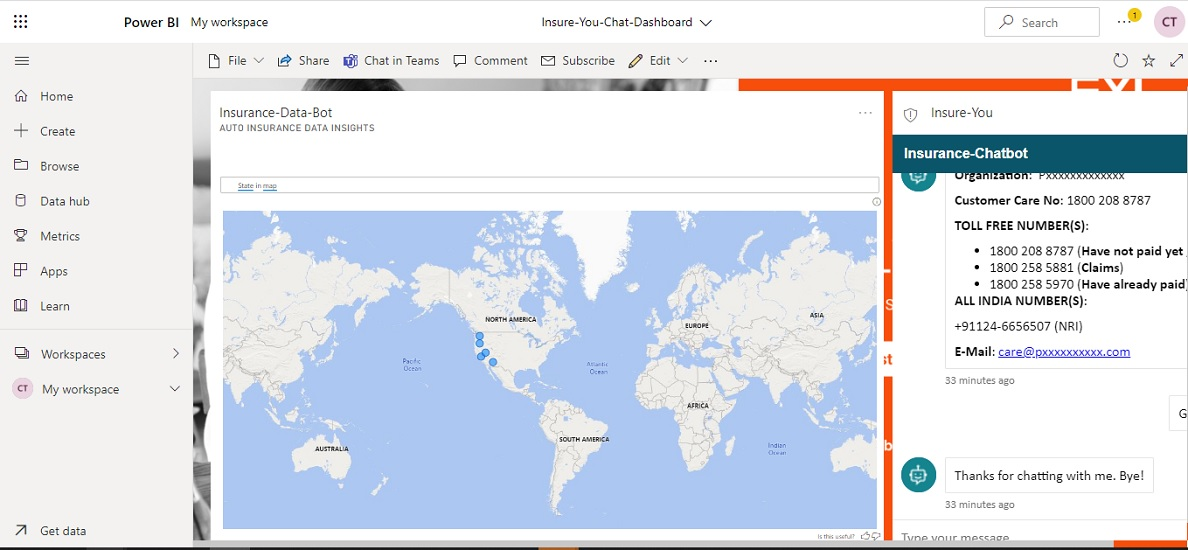 Power BI My workspace
Insure-You-Chat-Dashboard
Search
1
CT
File
Share
Chat in Teams
Comment
Subscribe
Edit
Home
Create
Browse
Data hub
Metrics
Apps
Learn
Workspaces
CT My workspace
Get data
Insurance-Data-Bot
AUTO INSURANCE DATA INSIGHTS
State in map
NORTH AMERICA
EUROPE
ASIA
Pacific
Ocean
Atlantic
Ocean
AFRICA
SOUTH AMERICA
AUSTRALIA
Indian
Ocean
Is this useful?
Insure-You
Insurance-Chatbot
Organization: Pxxxxxxxxxxxxx
Customer Care No: 1800 208 8787
TOLL FREE NUMBER(S):
1800 208 8787 (Have not paid yet
1800 258 5881 (Claims)
1800 258 5970 (Have already paid)
ALL INDIA NUMBER(S):
+91124-6656507 (NRI)
E-Mail: care@pxxxxxxxxxx.com
33 minutes ago
G
Thanks for chatting with me. Bye!
33 minutes ago
Type your message